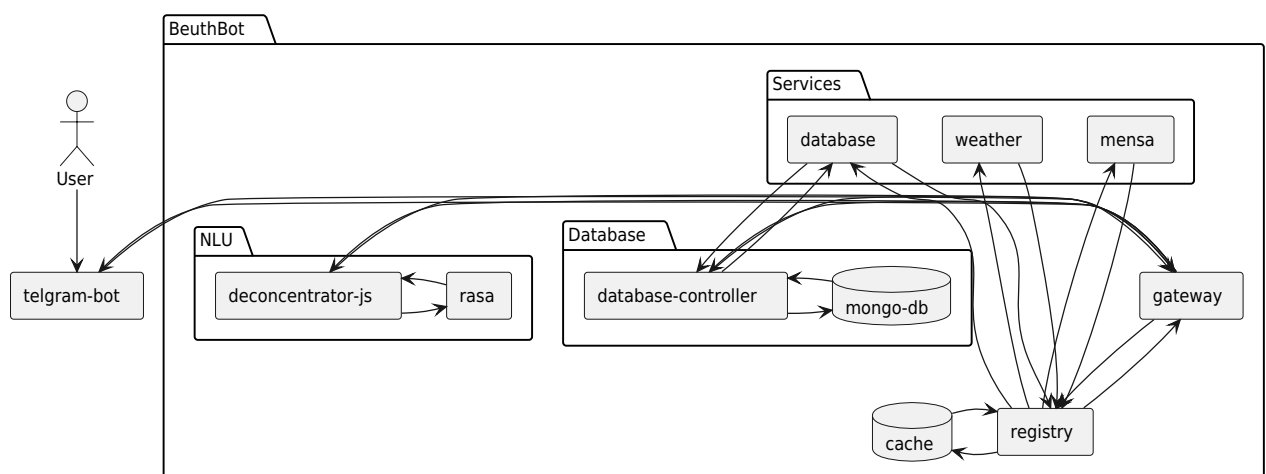 BeuthBot
Services
database
weather
mensa
User
NLU
Database
telgram-bot
deconcentrator-js
rasa
database-controller
mongo-db
gateway
cache
registry